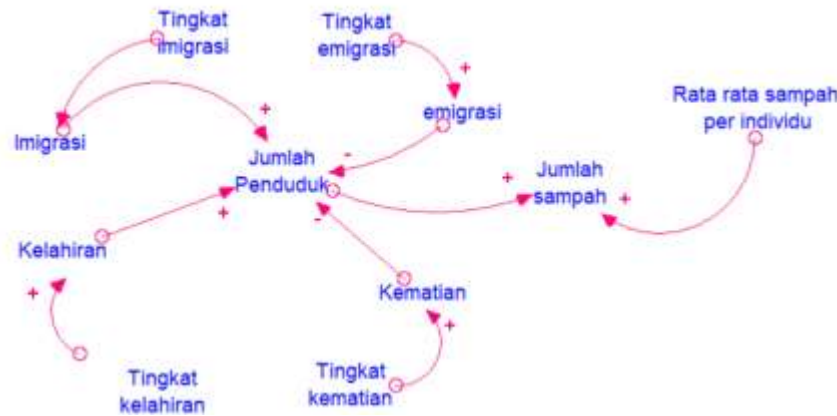 Tingkat
imigrasi
Tingkat
emigrasi
+
emigrasi
Rata rata sampah
per individu
+
Imigrasi
-
Jumlah
Penduduk
+
Jumlah
sampah
+
+
-
Kelahiran
+
Kematian
+
Tingkat
kelahiran
Tingkat
kematian